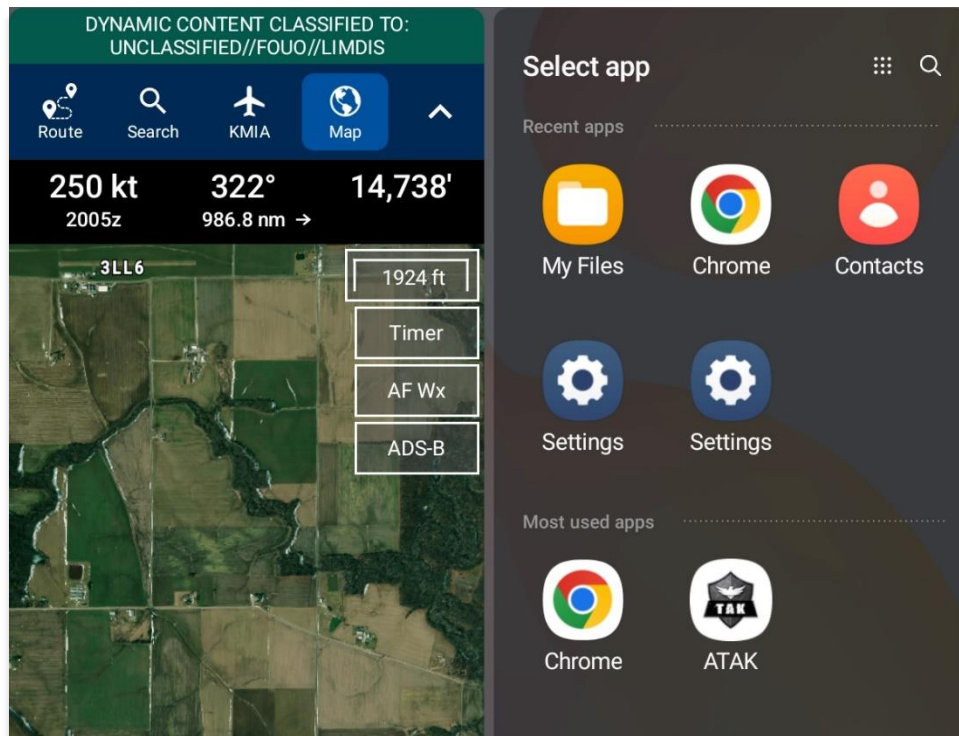 DYNAMIC CONTENT CLASSIFIED TO:
UNCLASSIFIED//FOUO//LIMDIS
Route
Search
KMIA
Map
250 kt
322°
14,738'
2005z
986.8 nm →
3LL6
1924 ft
Timer
AF Wx
ADS-B
Select app
Recent apps
My Files
Chrome
Contacts
Settings
Settings
Most used apps
Chrome
TAK
ATAK